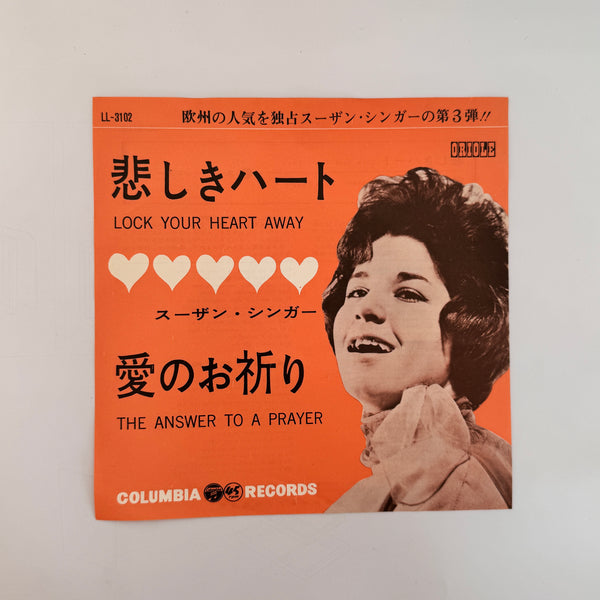 LL-3102
欧州の人気を独占スーザン・シンガーの第3弾!!
ORIOLE
悲しきハート
LOCK YOUR HEART AWAY
スーザン・シンガー
愛のお祈り
THE ANSWER TO A PRAYER
COLUMBIA 45 RECORDS